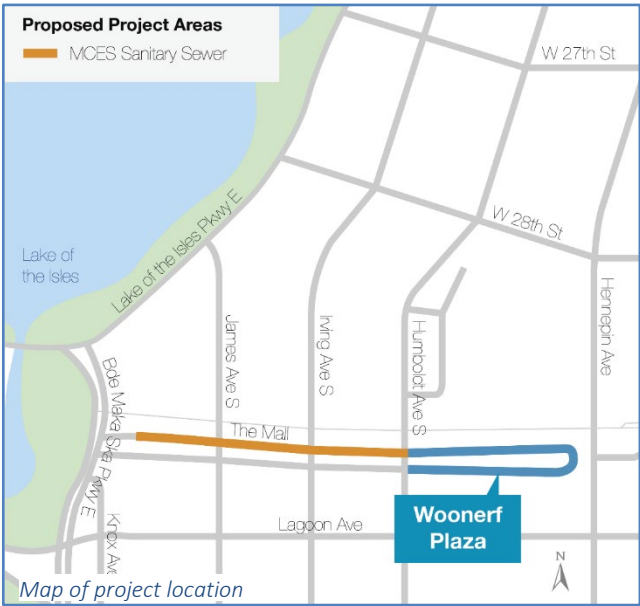 Proposed Project Areas
MCES Sanitary Sewer
W 27th St
W 28th St
Lake of the Isles Pkwy E
Lake of
the Isles
James Ave S
Irving Ave S
Humboldt Ave S
Hennepin Ave
Bde Maka Ska Pkwy E
The Mall
Woonerf
Plaza
Lagoon Ave
Knox Ave
N
Map of project location